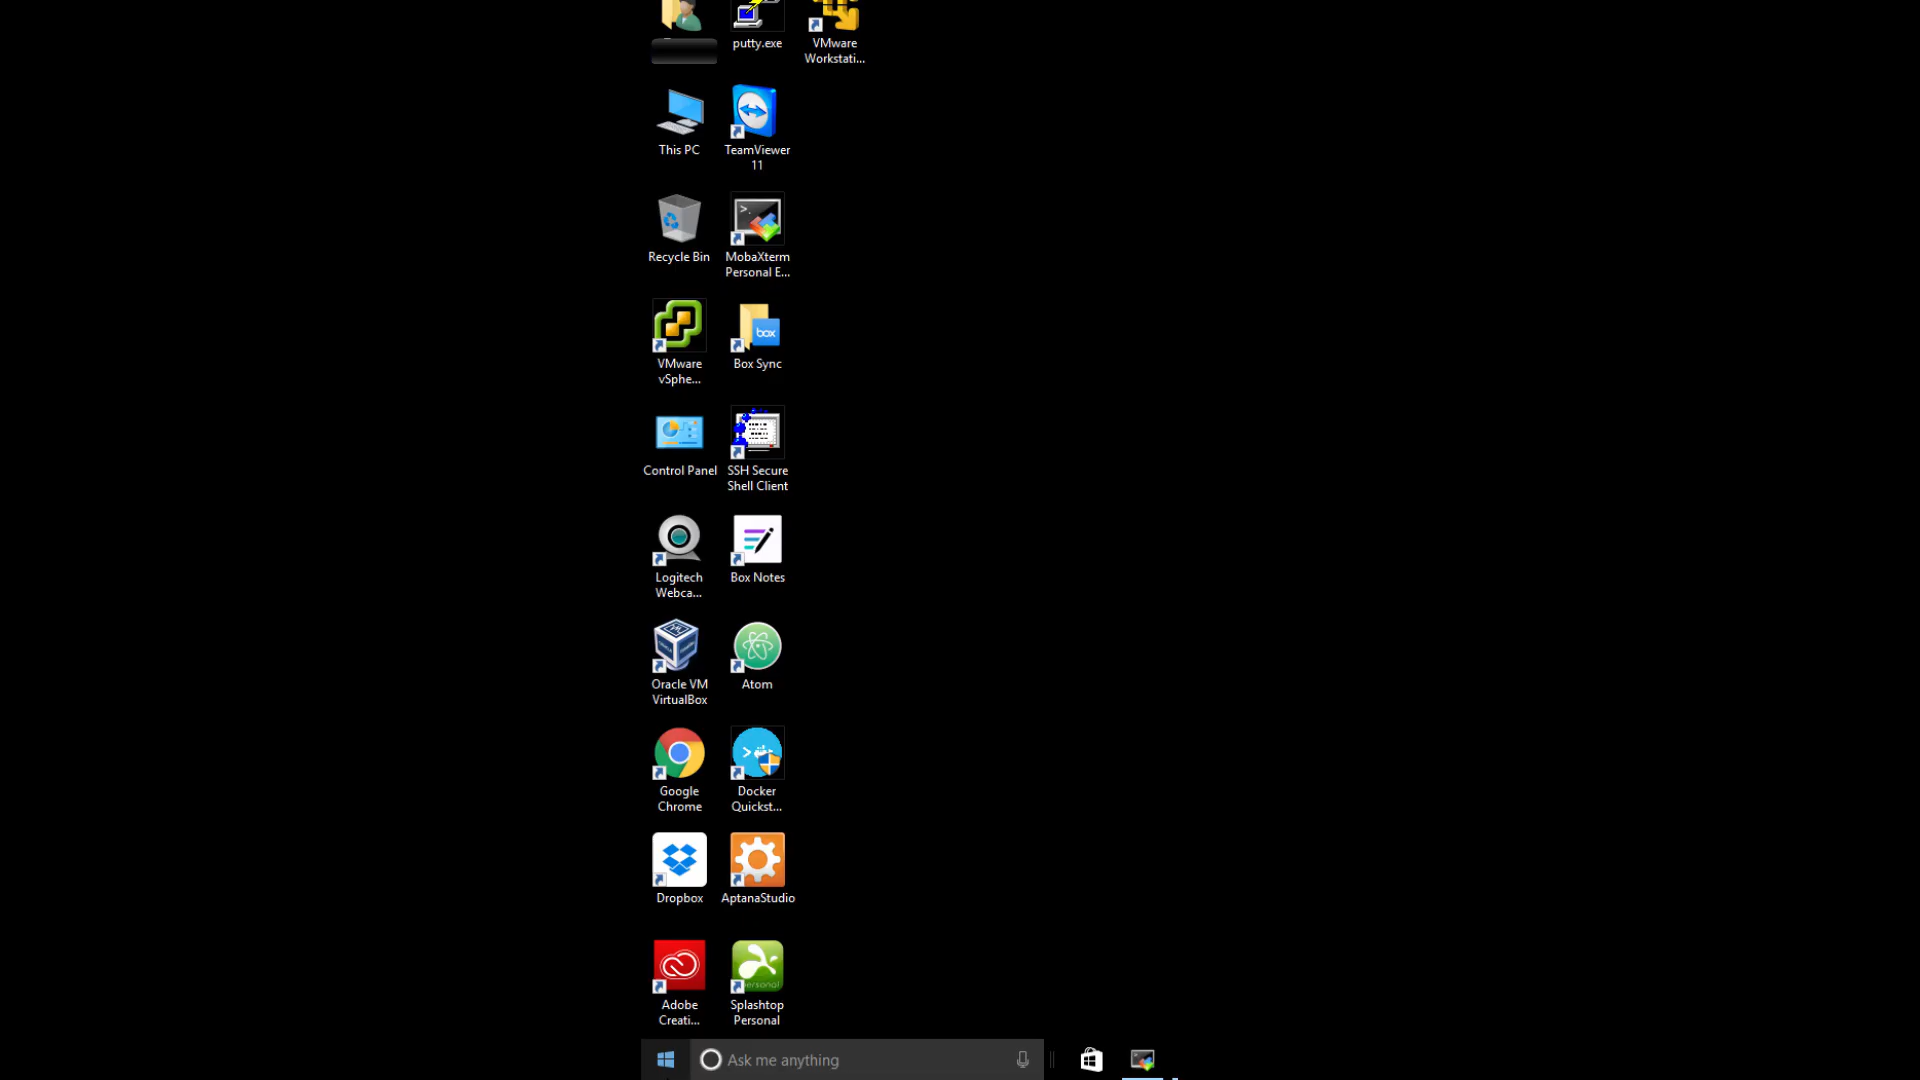 putty.exe
VMware
Workstati...
This PC
TeamViewer
11
Recycle Bin
MobaXterm
Personal E...
VMware
vSphe...
box
Box Sync
Control Panel
SSH Secure
Shell Client
Logitech
Webca...
Box Notes
Oracle VM
VirtualBox
Atom
Google
Chrome
Docker
Quickst...
Dropbox
AptanaStudio
Adobe
Creati...
personal
Splashtop
Personal
Ask me anything